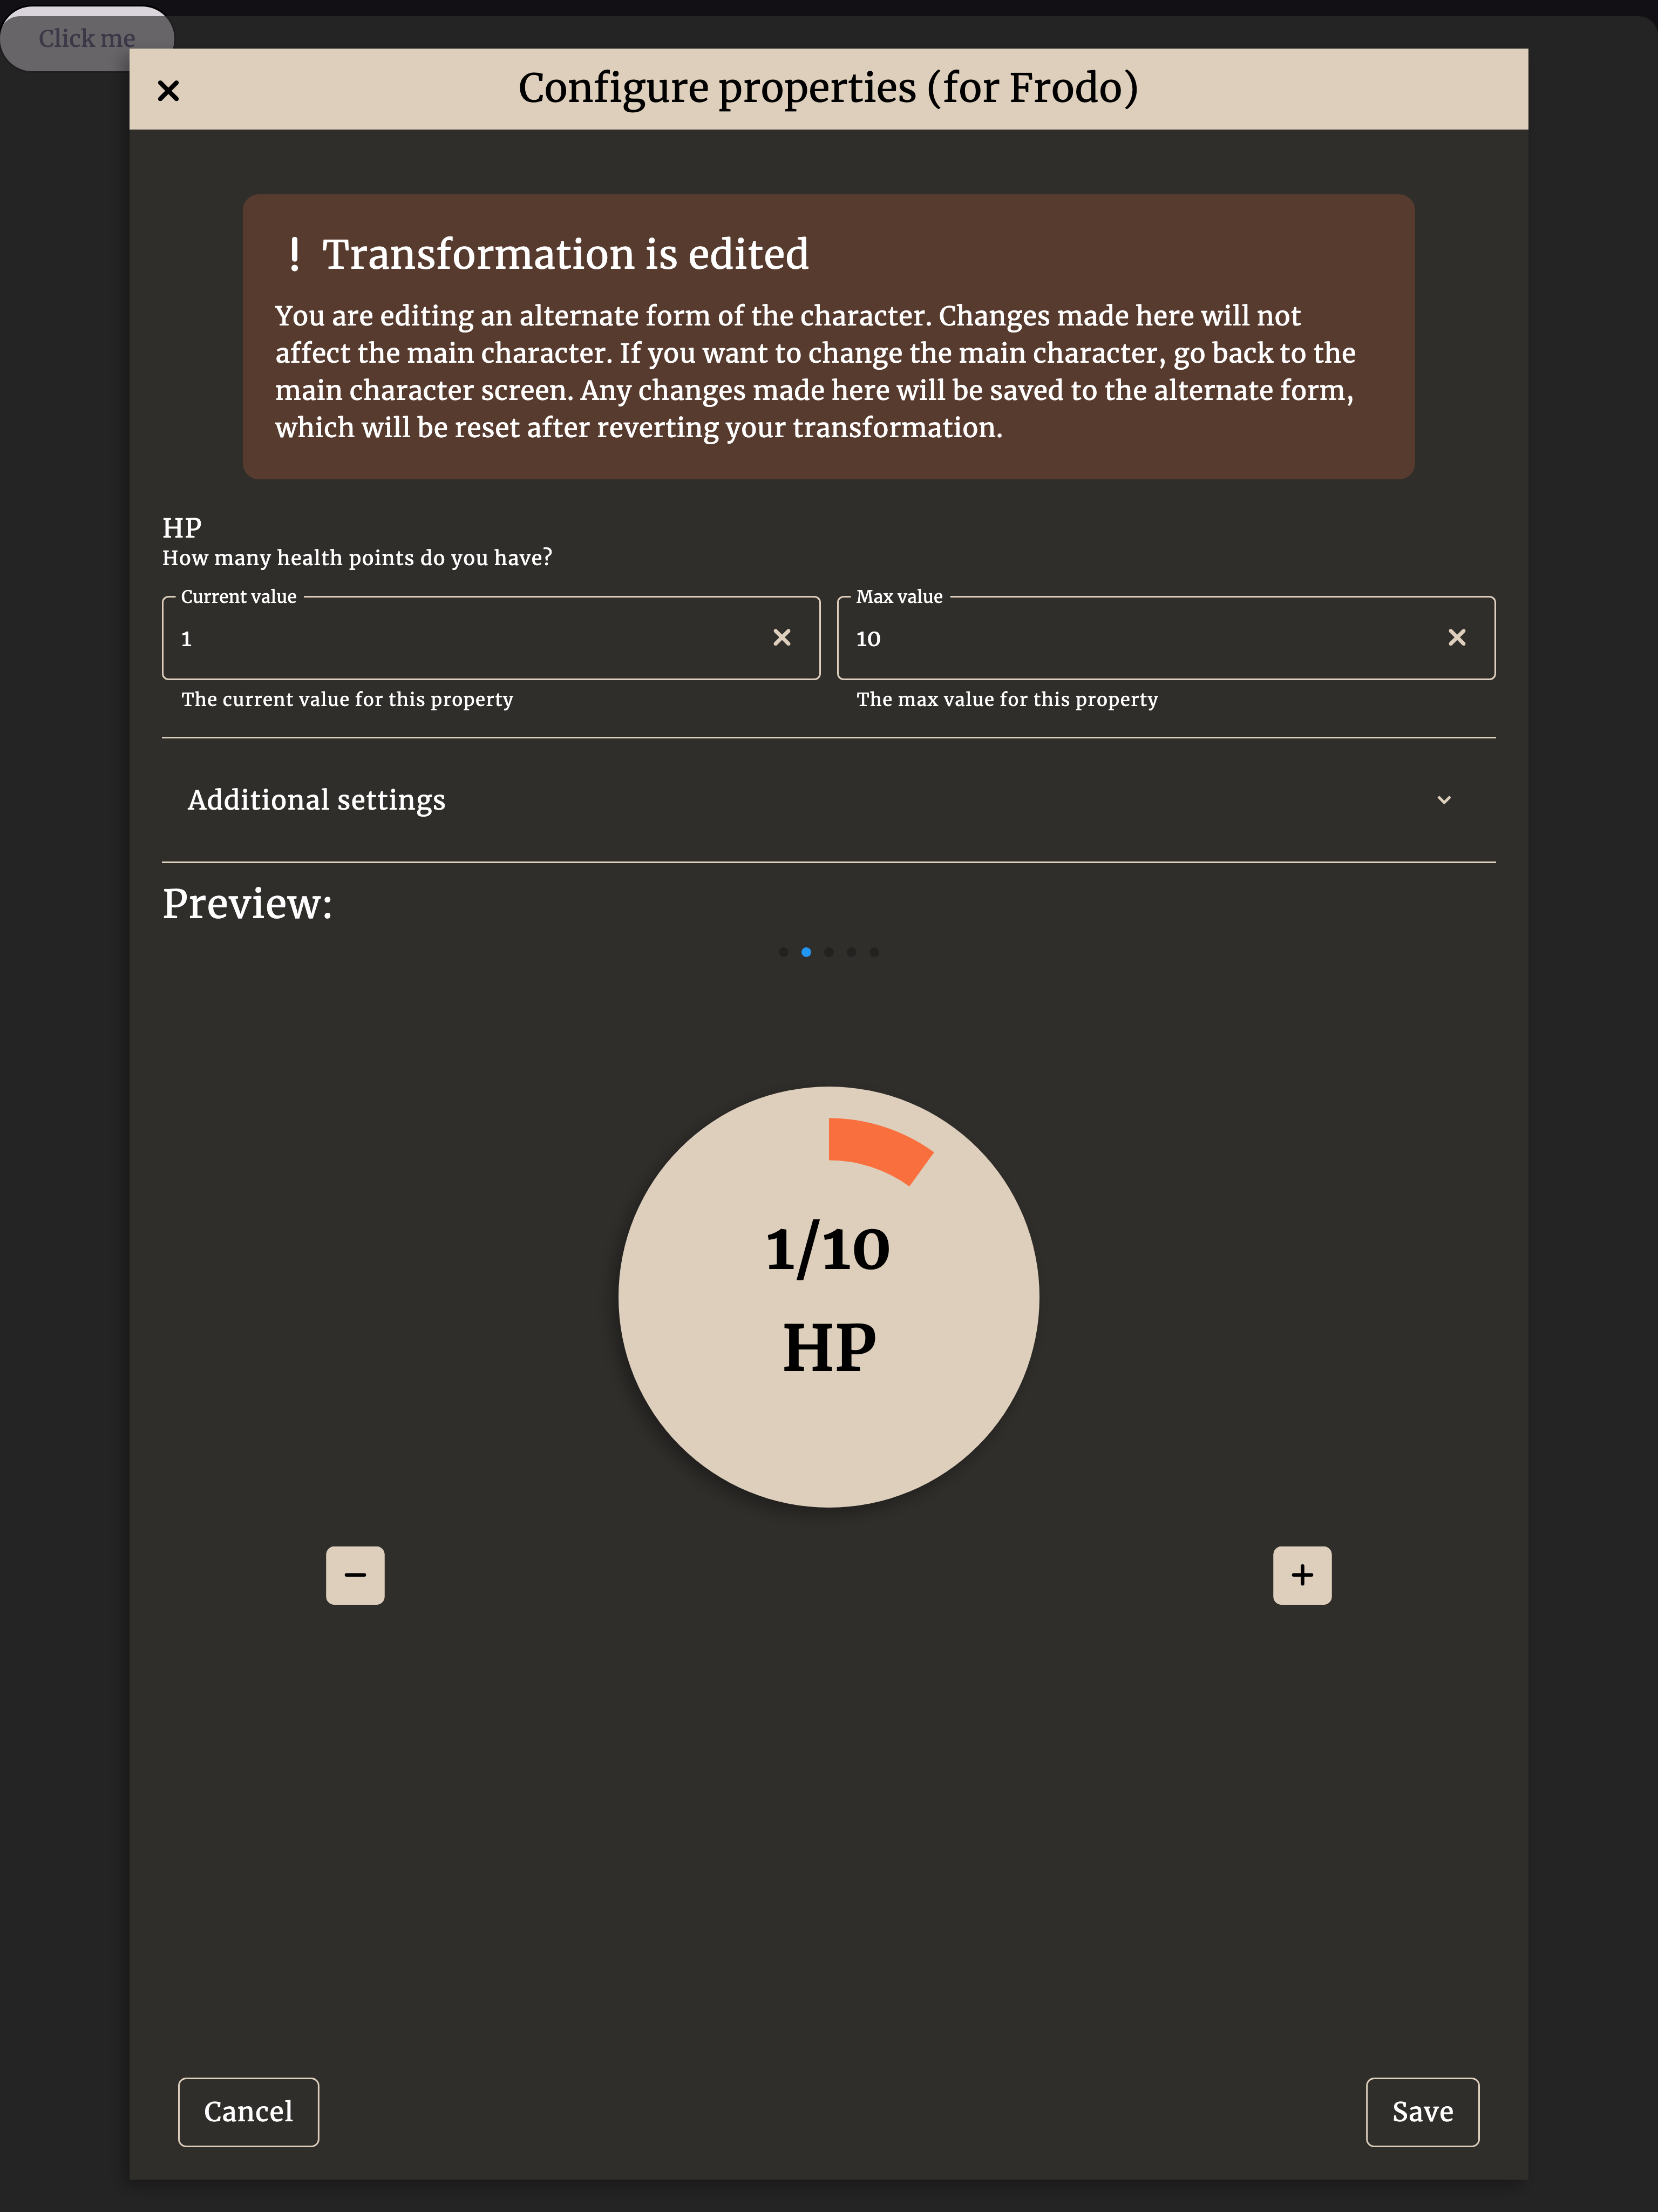 Click me
Configure properties (for Frodo)
! Transformation is edited
You are editing an alternate form of the character. Changes made here will not
affect the main character. If you want to change the main character, go back to the
main character screen. Any changes made here will be saved to the alternate form,
which will be reset after reverting your transformation.
HP
How many health points do you have?
Current value
1
The current value for this property
Max value
10
The max value for this property
Additional settings
Preview:
1/10
HP
Cancel
Save